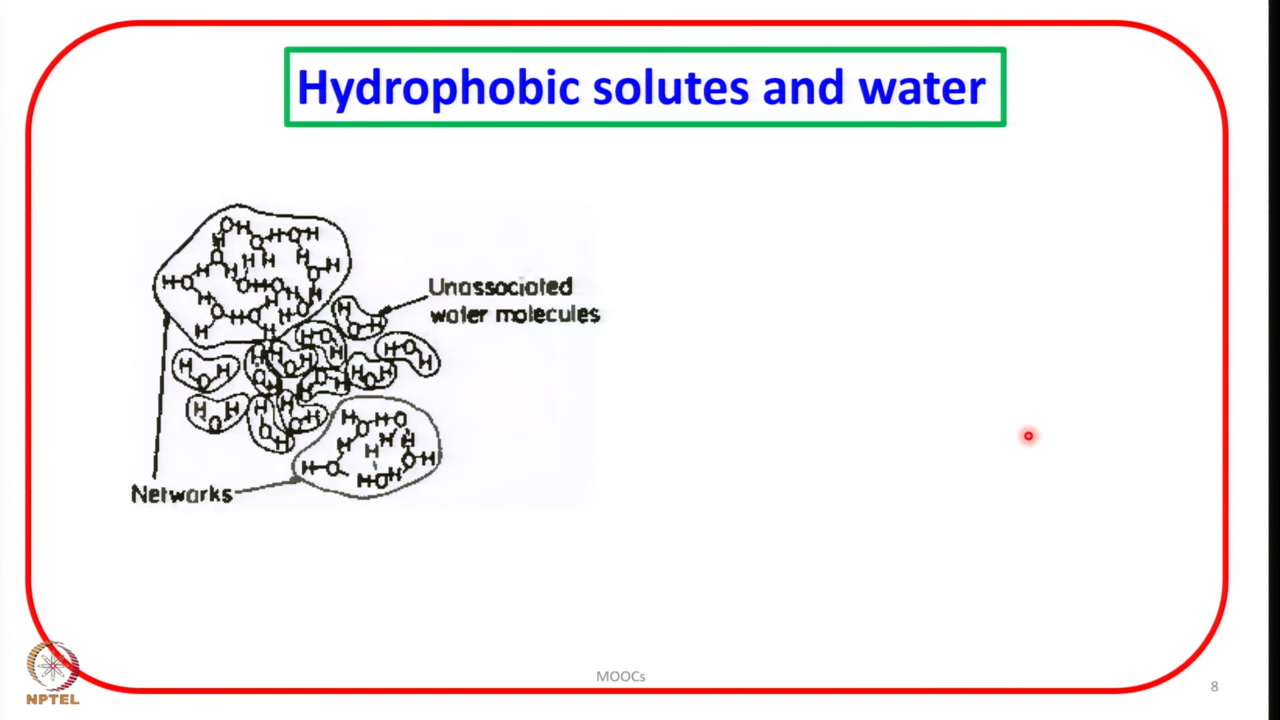 Hydrophobic solutes and water
Unassociated
water molecules
Networks
NPTEL
MOOCs
8